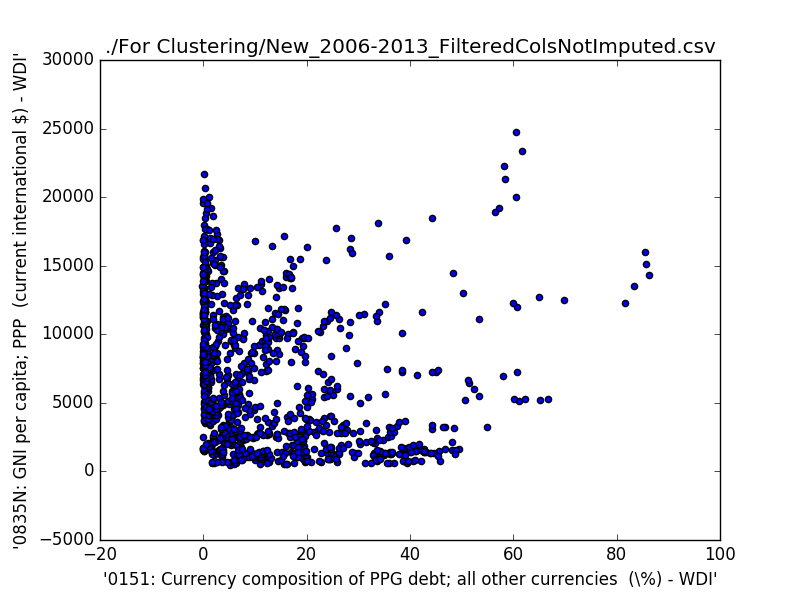 ./For Clustering/New_2006-2013_FilteredColsNotImputed.csv
'0835N: GNI per capita; PPP  (current international $) - WDI'
30000
25000
20000
15000
10000
5000
0
−5000
−20 0 20 40 60 80 100
'0151: Currency composition of PPG debt; all other currencies  (\%) - WDI'